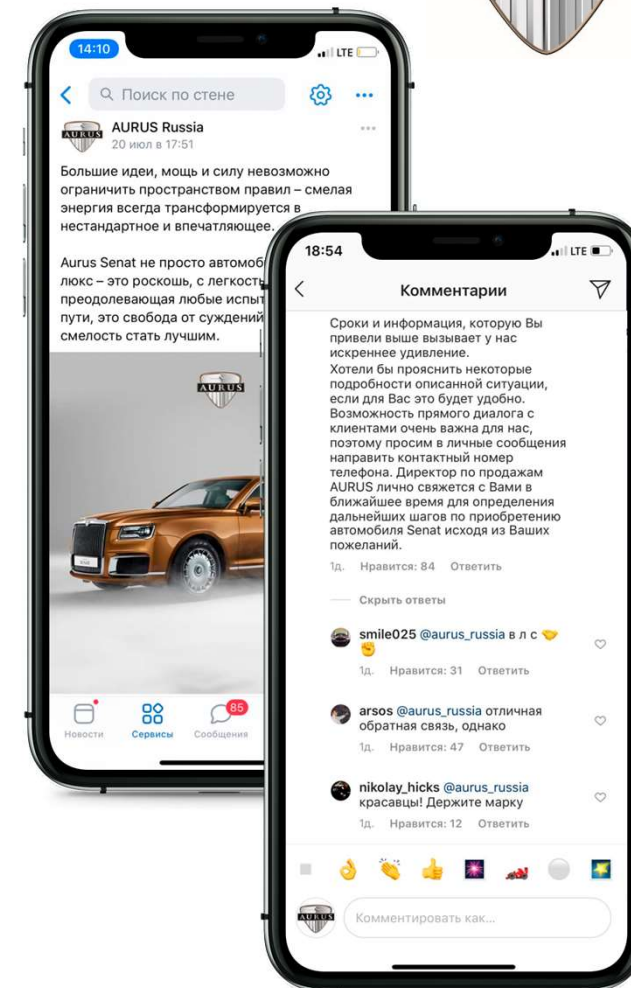 14:10
LTE
Поиск по стене
AURUS
AURUS Russia
20 июл в 17:51
Большие идеи, мощь и силу невозможно
ограничить пространством правил – смелая
энергия всегда трансформируется в
нестандартное и впечатляющее.
Aurus Senat не просто
люкс – это роскошь, с
преодолевающая любые
пути, это свобода от суждений
смелость стать лучшим.
AURUS
Новости
Сервисы
85
Сообщения
18:54
LTE
Комментарии
Сроки и информация, которую Вы
привели выше вызывает у нас
искреннее удивление.
Хотели бы прояснить некоторые
подробности описанной ситуации,
если для Вас это будет удобно.
Возможность прямого диалога с
клиентами очень важна для нас,
поэтому просим в личные сообщения
направить контактный номер
телефона. Директор по продажам
AURUS лично свяжется с Вами в
ближайшее время для определения
дальнейших шагов по приобретению
автомобиля Senat исходя из Ваших
пожеланий.
1д. Нравится: 84 Ответить
Скрыть ответы
smile025 @aurus_russia в л с 🤝
✊
1д. Нравится: 31 Ответить
arsos @aurus_russia отличная
обратная связь, однако
1д. Нравится: 47 Ответить
nikolay_hicks @aurus_russia
красавцы! Держите марку
1д. Нравится: 12 Ответить
AURUS
Комментировать как...